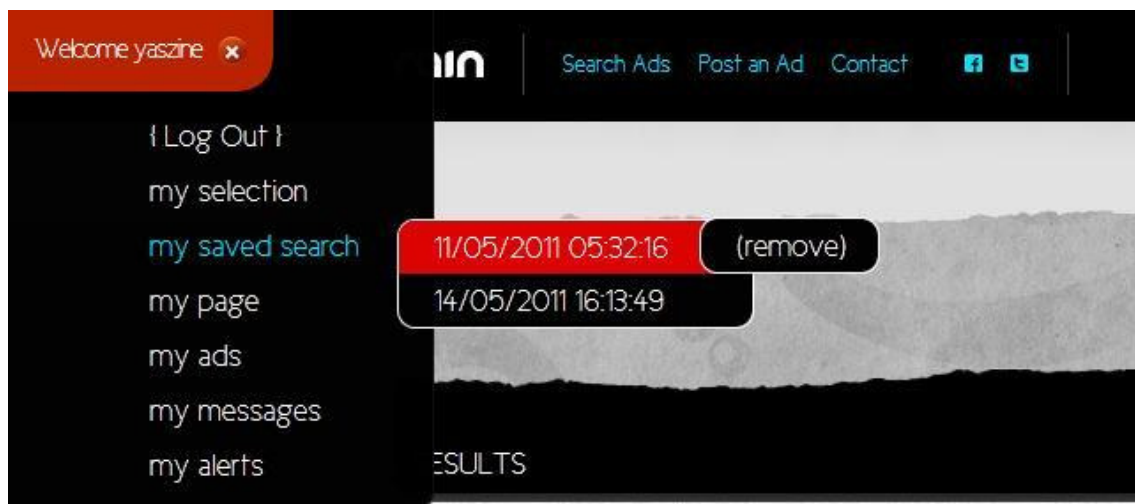 Welcome yaszine
Search Ads Post an Ad Contact
{ Log Out }
my selection
my saved search
11/05/2011 05:32:16 (remove)
14/05/2011 16:13:49
my page
my ads
my messages
my alerts
ESULTS